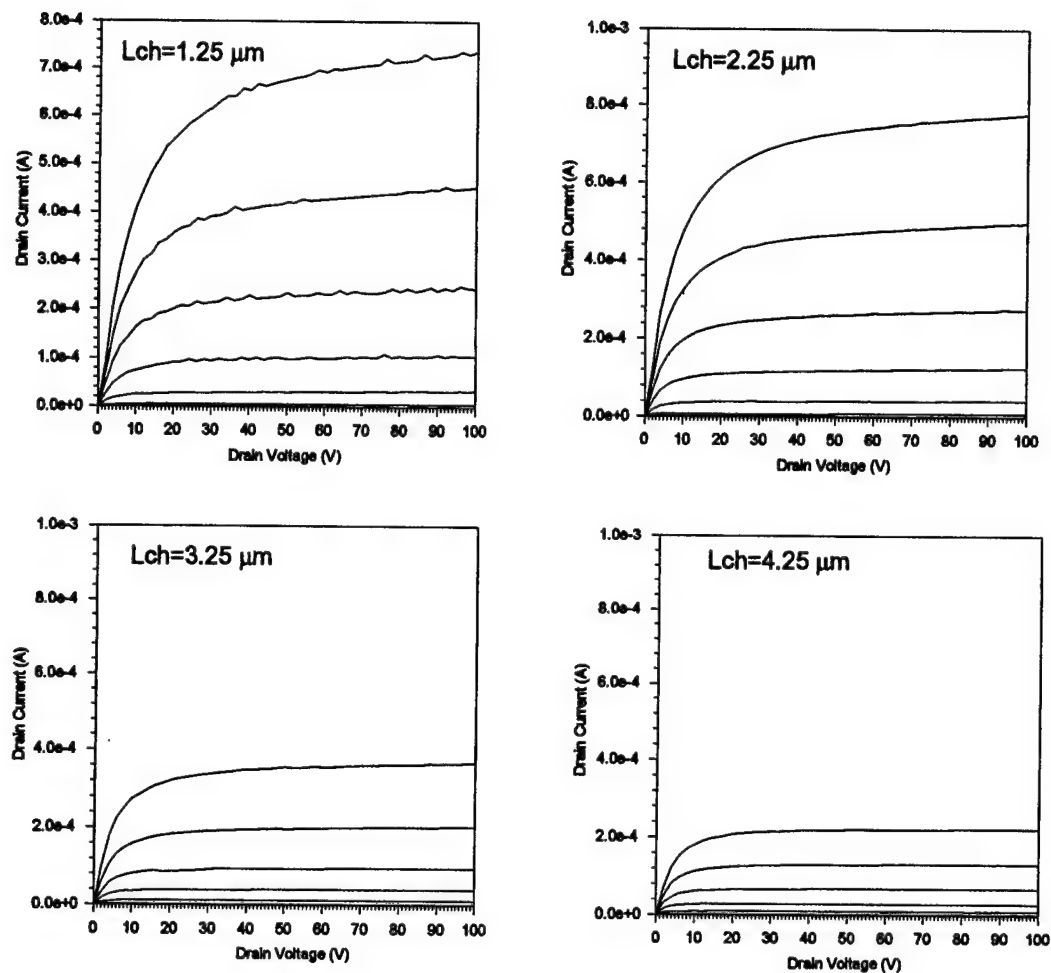 Lch=1.25 μm
8.0e-4
7.0e-4
6.0e-4
5.0e-4
4.0e-4
3.0e-4
2.0e-4
1.0e-4
0.0e+0
Drain Current (A)
0 10 20 30 40 50 60 70 80 90 100
Drain Voltage (V)
Lch=2.25 μm
1.0e-3
8.0e-4
6.0e-4
4.0e-4
2.0e-4
0.0e+0
Drain Current (A)
0 10 20 30 40 50 60 70 80 90 100
Drain Voltage (V)
Lch=3.25 μm
1.0e-3
8.0e-4
6.0e-4
4.0e-4
2.0e-4
0.0e+0
Drain Current (A)
0 10 20 30 40 50 60 70 80 90 100
Drain Voltage (V)
Lch=4.25 μm
1.0e-3
8.0e-4
6.0e-4
4.0e-4
2.0e-4
0.0e+0
Drain Current (A)
0 10 20 30 40 50 60 70 80 90 100
Drain Voltage (V)